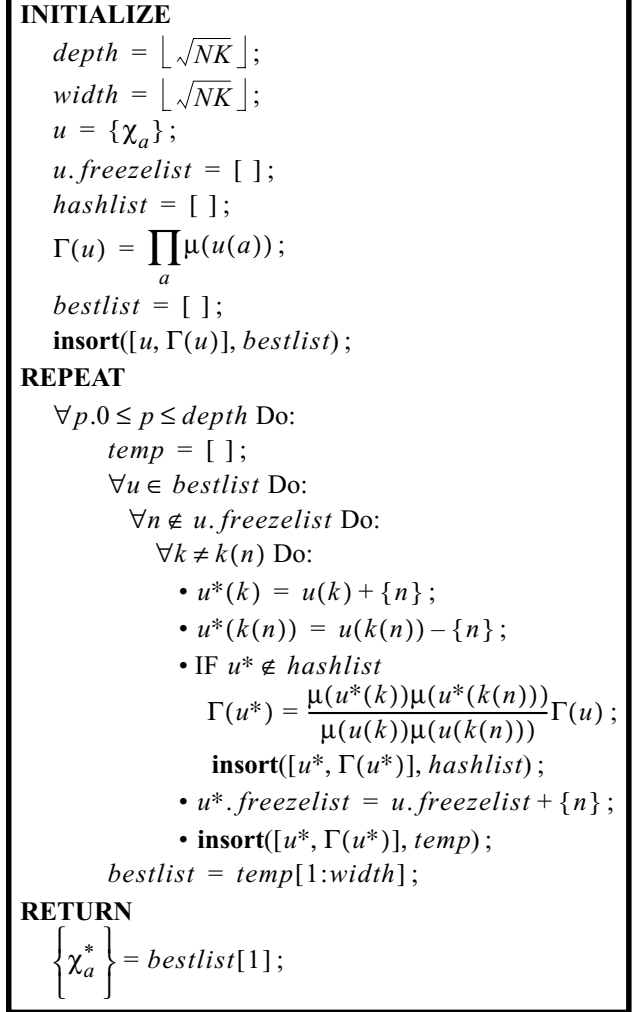 INITIALIZE
depth = ⌊ √NK ⌋ ;
width = ⌊ √NK ⌋ ;
u = {χ_a} ;
u.freezelist = [ ] ;
hashlist = [ ] ;
Γ(u) = ∏_a μ(u(a)) ;
bestlist = [ ] ;
insort([u, Γ(u)], bestlist) ;
REPEAT
∀p.0 ≤ p ≤ depth Do:
temp = [ ] ;
∀u ∈ bestlist Do:
∀n ∉ u.freezelist Do:
∀k ≠ k(n) Do:
• u*(k) = u(k) + {n} ;
• u*(k(n)) = u(k(n)) – {n} ;
• IF u* ∉ hashlist
Γ(u*) = μ(u*(k))μ(u*(k(n))) / μ(u(k))μ(u(k(n))) Γ(u) ;
insort([u*, Γ(u*)], hashlist) ;
• u*.freezelist = u.freezelist + {n} ;
• insort([u*, Γ(u*)], temp) ;
bestlist = temp[1:width] ;
RETURN
{χ_a^*} = bestlist[1] ;